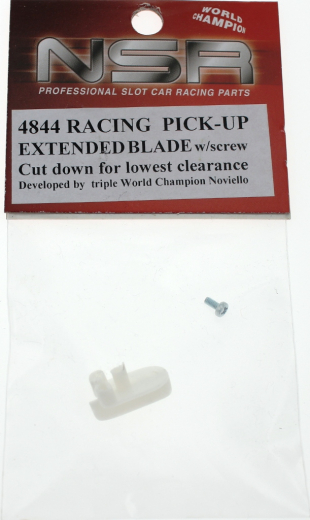 WORLD
CHAMPION
NSR
PROFESSIONAL SLOT CAR RACING PARTS
4844 RACING PICK-UP
EXTENDED BLADE w/screw
Cut down for lowest clearance
Developed by triple World Champion Noviello